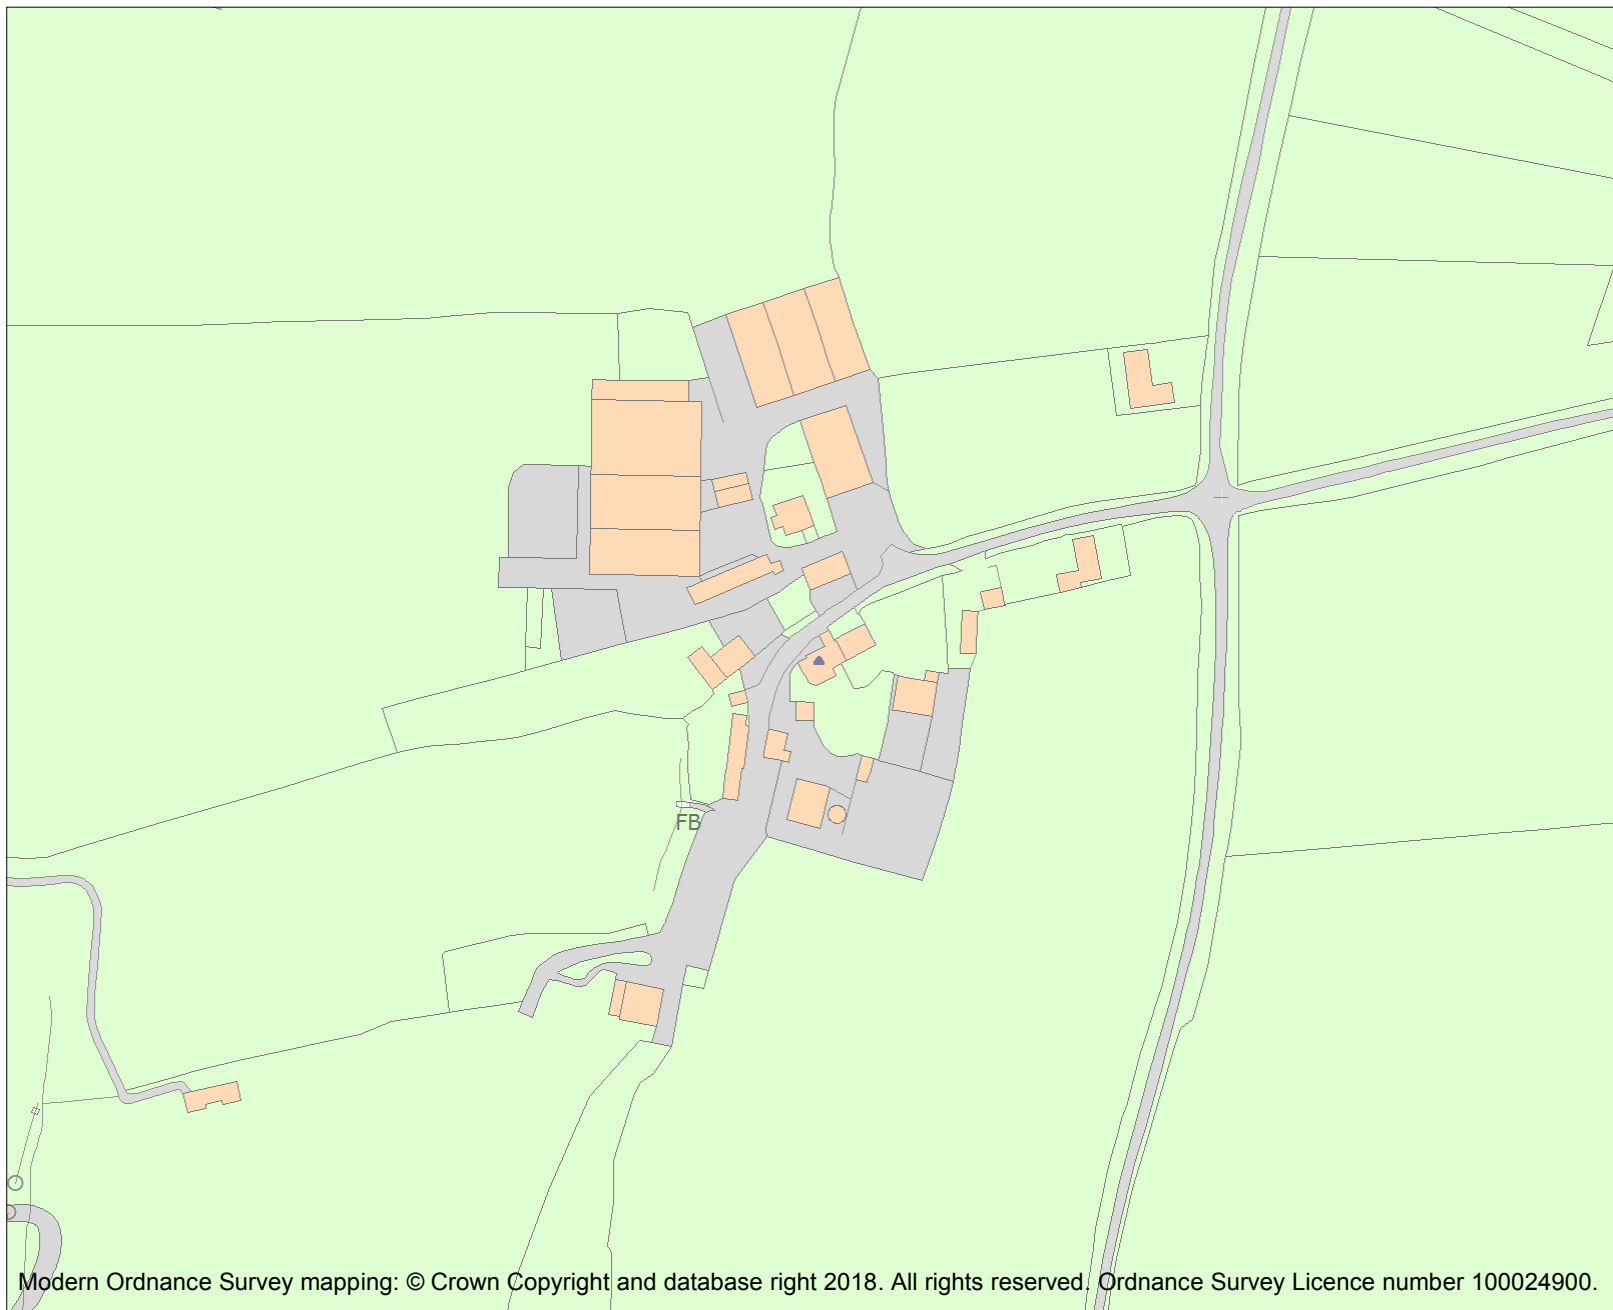 FB
Modern Ordnance Survey mapping: © Crown Copyright and database right 2018. All rights reserved. Ordnance Survey Licence number 100024900.